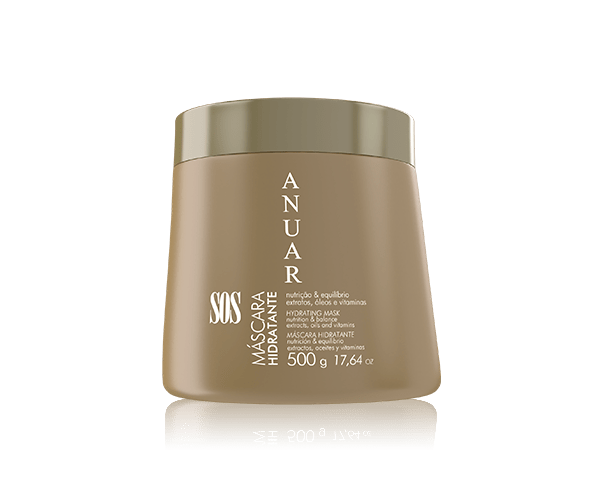 ANUAR
SOS
MÁSCARA
HIDRATANTE
nutrição & equilíbrio
extratos, óleos e vitaminas
HYDRATING MASK
nutrition & balance
extracts, oils and vitamins
MÁSCARA HIDRATANTE
nutrición & equilibrio
extractos, aceites y vitaminas
500 g 17,64 oz